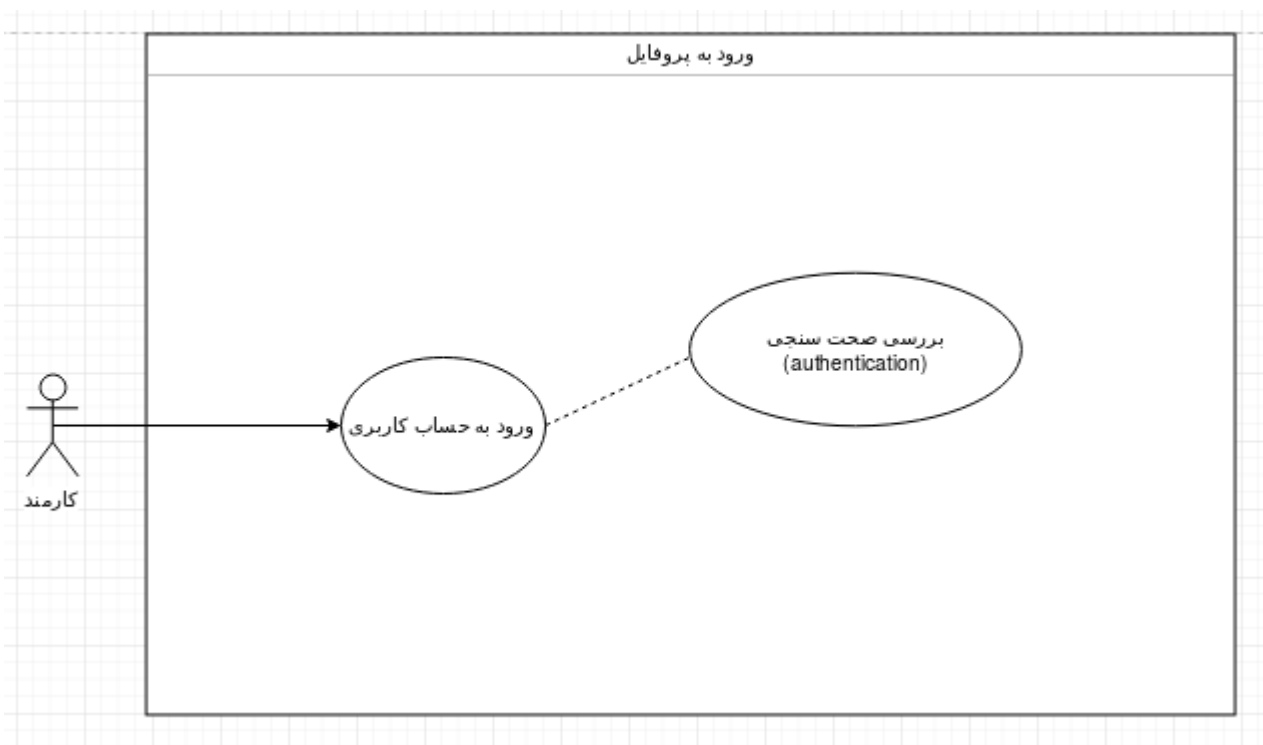 ورود به پروفایل
بررسی صحت سنجی
(authentication)
ورود به حساب کاربری
کارمند